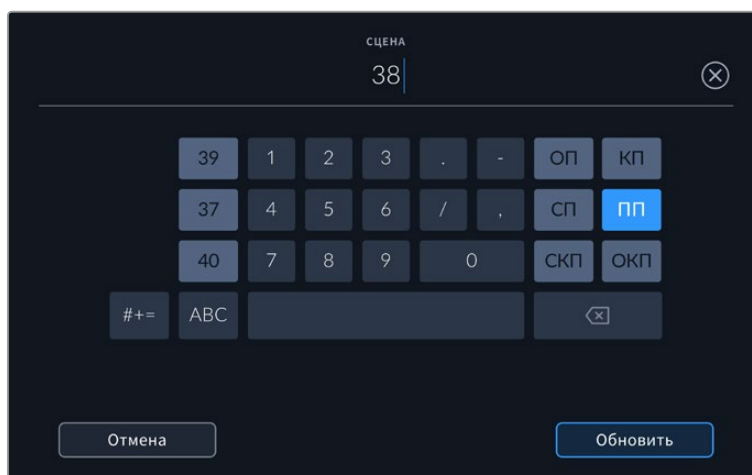 СЦЕНА
38
39 1 2 3 . - ОП КП
37 4 5 6 / , СП ПП
40 7 8 9 0 СКП ОКП
#+= ABC
Отмена Обновить